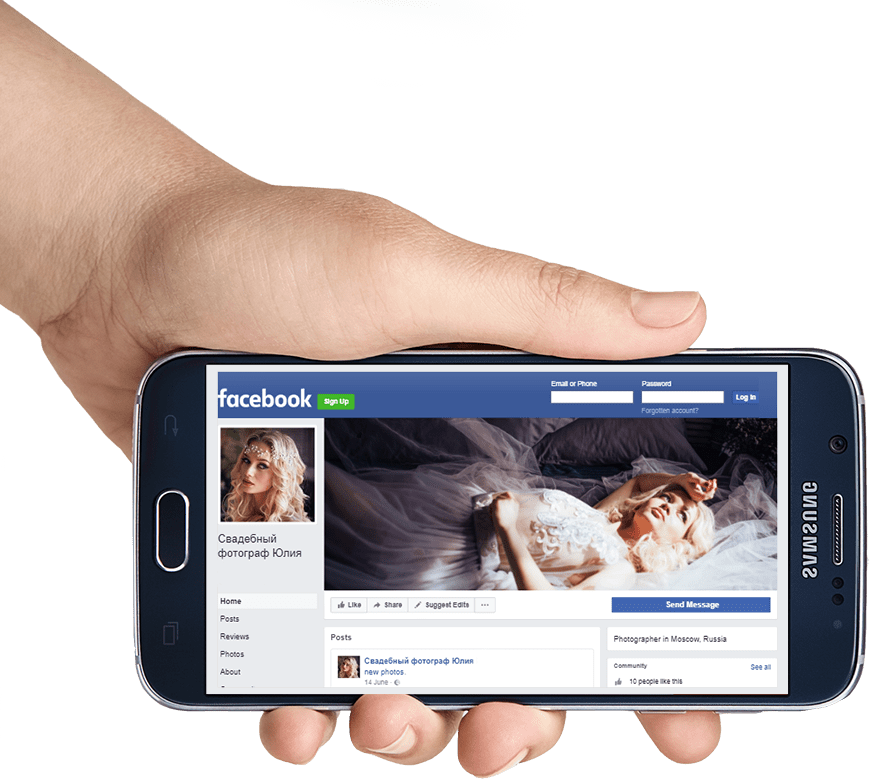 facebook
Sign Up
Email or Phone
Password
Log In
Forgotten account?
Свадебный
фотограф Юлия
Home
Posts
Reviews
Photos
About
Like
Share
Suggest Edits
Send Message
Posts
Свадебный фотограф Юлия
new photos.
14 June
Photographer in Moscow, Russia
Community
See all
10 people like this
SAMSUNG